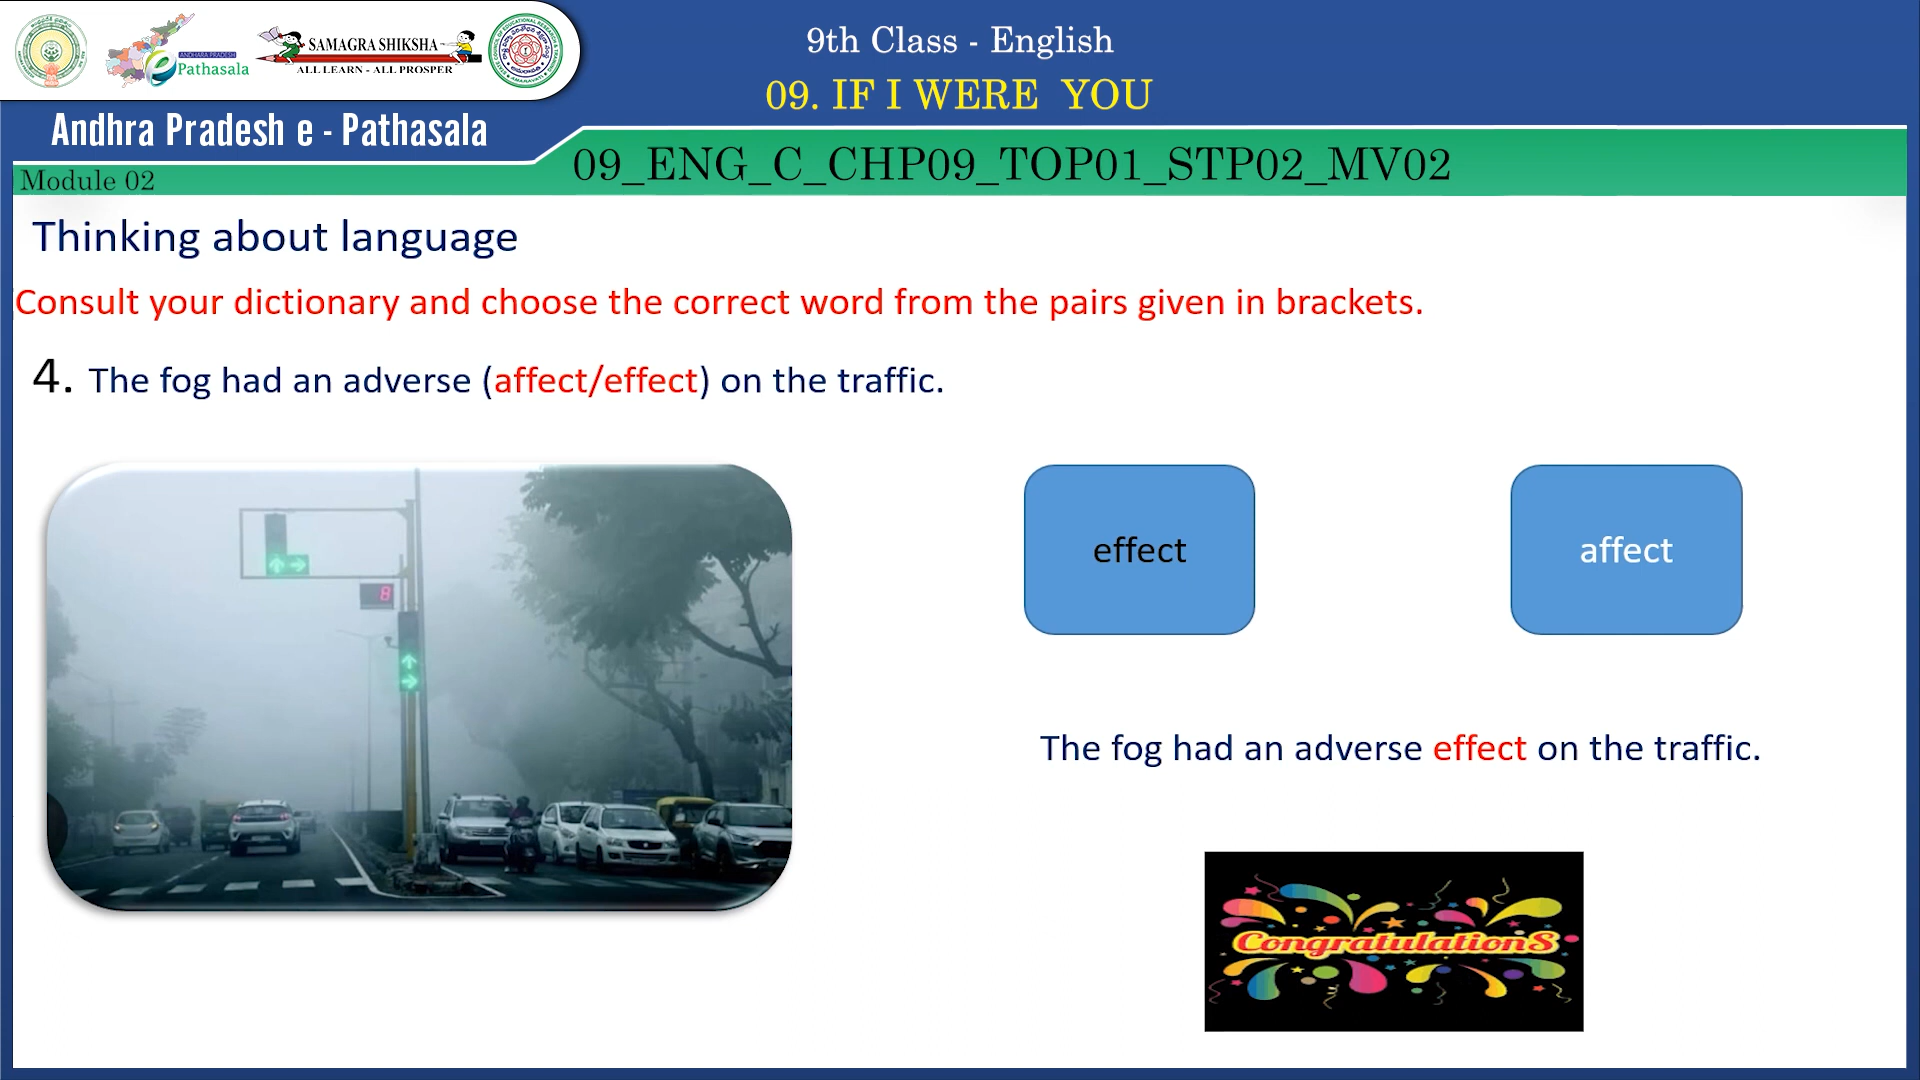 ANDHRA PRADESH
e Pathasala
SAMAGRA SHIKSHA
ALL LEARN - ALL PROSPER
Andhra Pradesh e - Pathasala
Module 02
9th Class - English
09. IF I WERE YOU
09_ENG_C_CHP09_TOP01_STP02_MV02
Thinking about language
Consult your dictionary and choose the correct word from the pairs given in brackets.
4. The fog had an adverse (affect/effect) on the traffic.
8
effect
affect
The fog had an adverse effect on the traffic.
CongratulationS